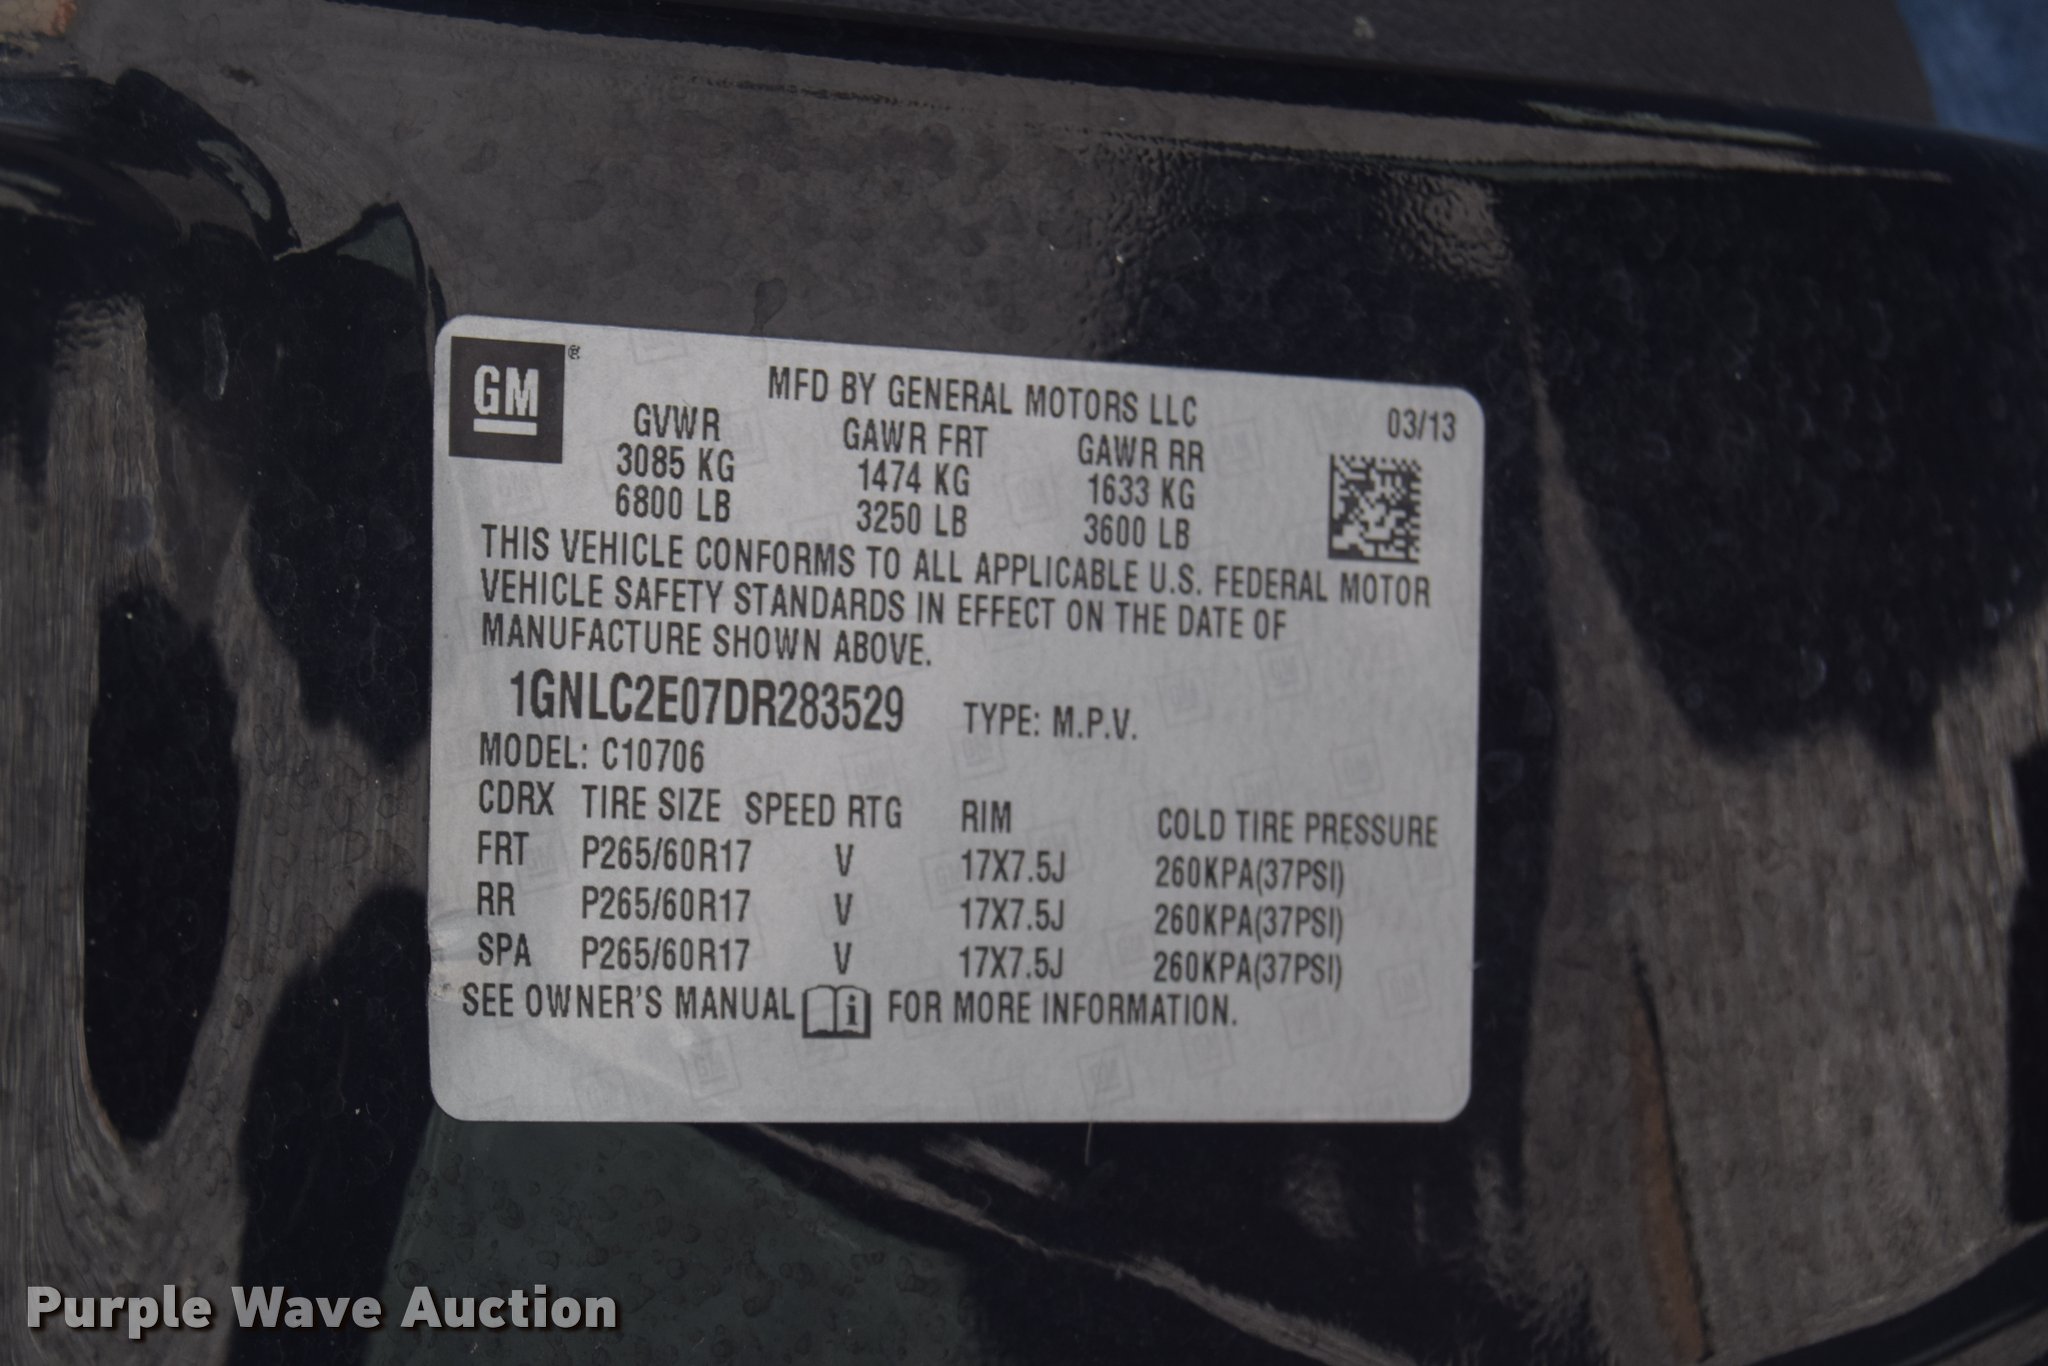 GM®
MFD BY GENERAL MOTORS LLC
03/13
GVWR GAWR FRT GAWR RR
3085 KG 1474 KG 1633 KG
6800 LB 3250 LB 3600 LB
THIS VEHICLE CONFORMS TO ALL APPLICABLE U.S. FEDERAL MOTOR
VEHICLE SAFETY STANDARDS IN EFFECT ON THE DATE OF
MANUFACTURE SHOWN ABOVE.
1GNLC2E07DR283529 TYPE: M.P.V.
MODEL: C10706
CDRX TIRE SIZE SPEED RTG RIM COLD TIRE PRESSURE
FRT P265/60R17 V 17X7.5J 260KPA(37PSI)
RR P265/60R17 V 17X7.5J 260KPA(37PSI)
SPA P265/60R17 V 17X7.5J 260KPA(37PSI)
SEE OWNER'S MANUAL i FOR MORE INFORMATION.
Purple Wave Auction